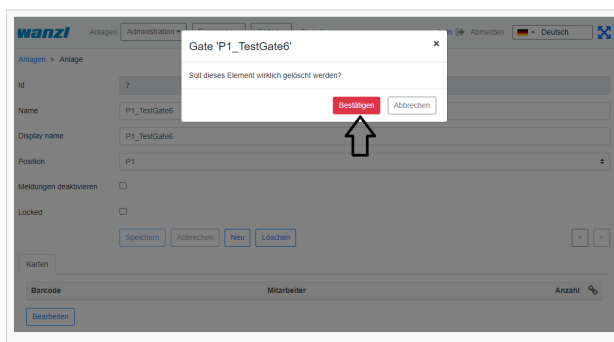 wanzl
Anlagen
Administration
Abmelden
Deutsch
Gate 'P1_TestGate6'
×
Soll dieses Element wirklich gelöscht werden?
Bestätigen
Abbrechen
Anlagen > Anlage
Id
7
Name
P1_TestGate6
Display name
P1_TestGate6
Position
P1
Meldungen deaktivieren
Locked
Speichern
Abbrechen
Neu
Löschen
<
>
Karten
Barcode
Mitarbeiter
Anzahl
Bearbeiten